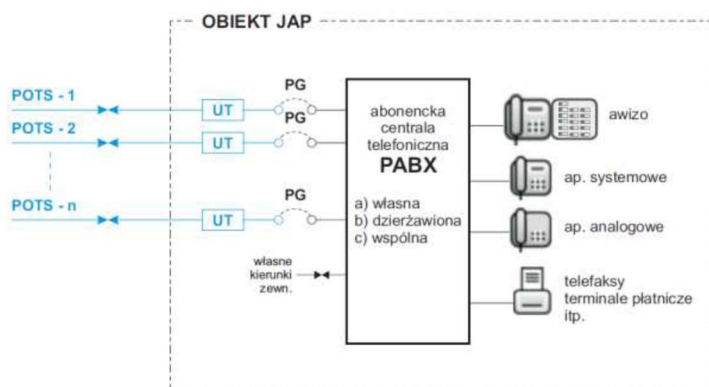 OBIEKT JAP
POTS - 1
UT
PG
POTS - 2
UT
PG
POTS - n
UT
PG
własne
kierunki
zewn.
abonencka
centrala
telefoniczna
PABX
a) własna
b) dzierżawiona
c) wspólna
awizo
ap. systemowe
ap. analogowe
telefaksy
terminale płatnicze
itp.